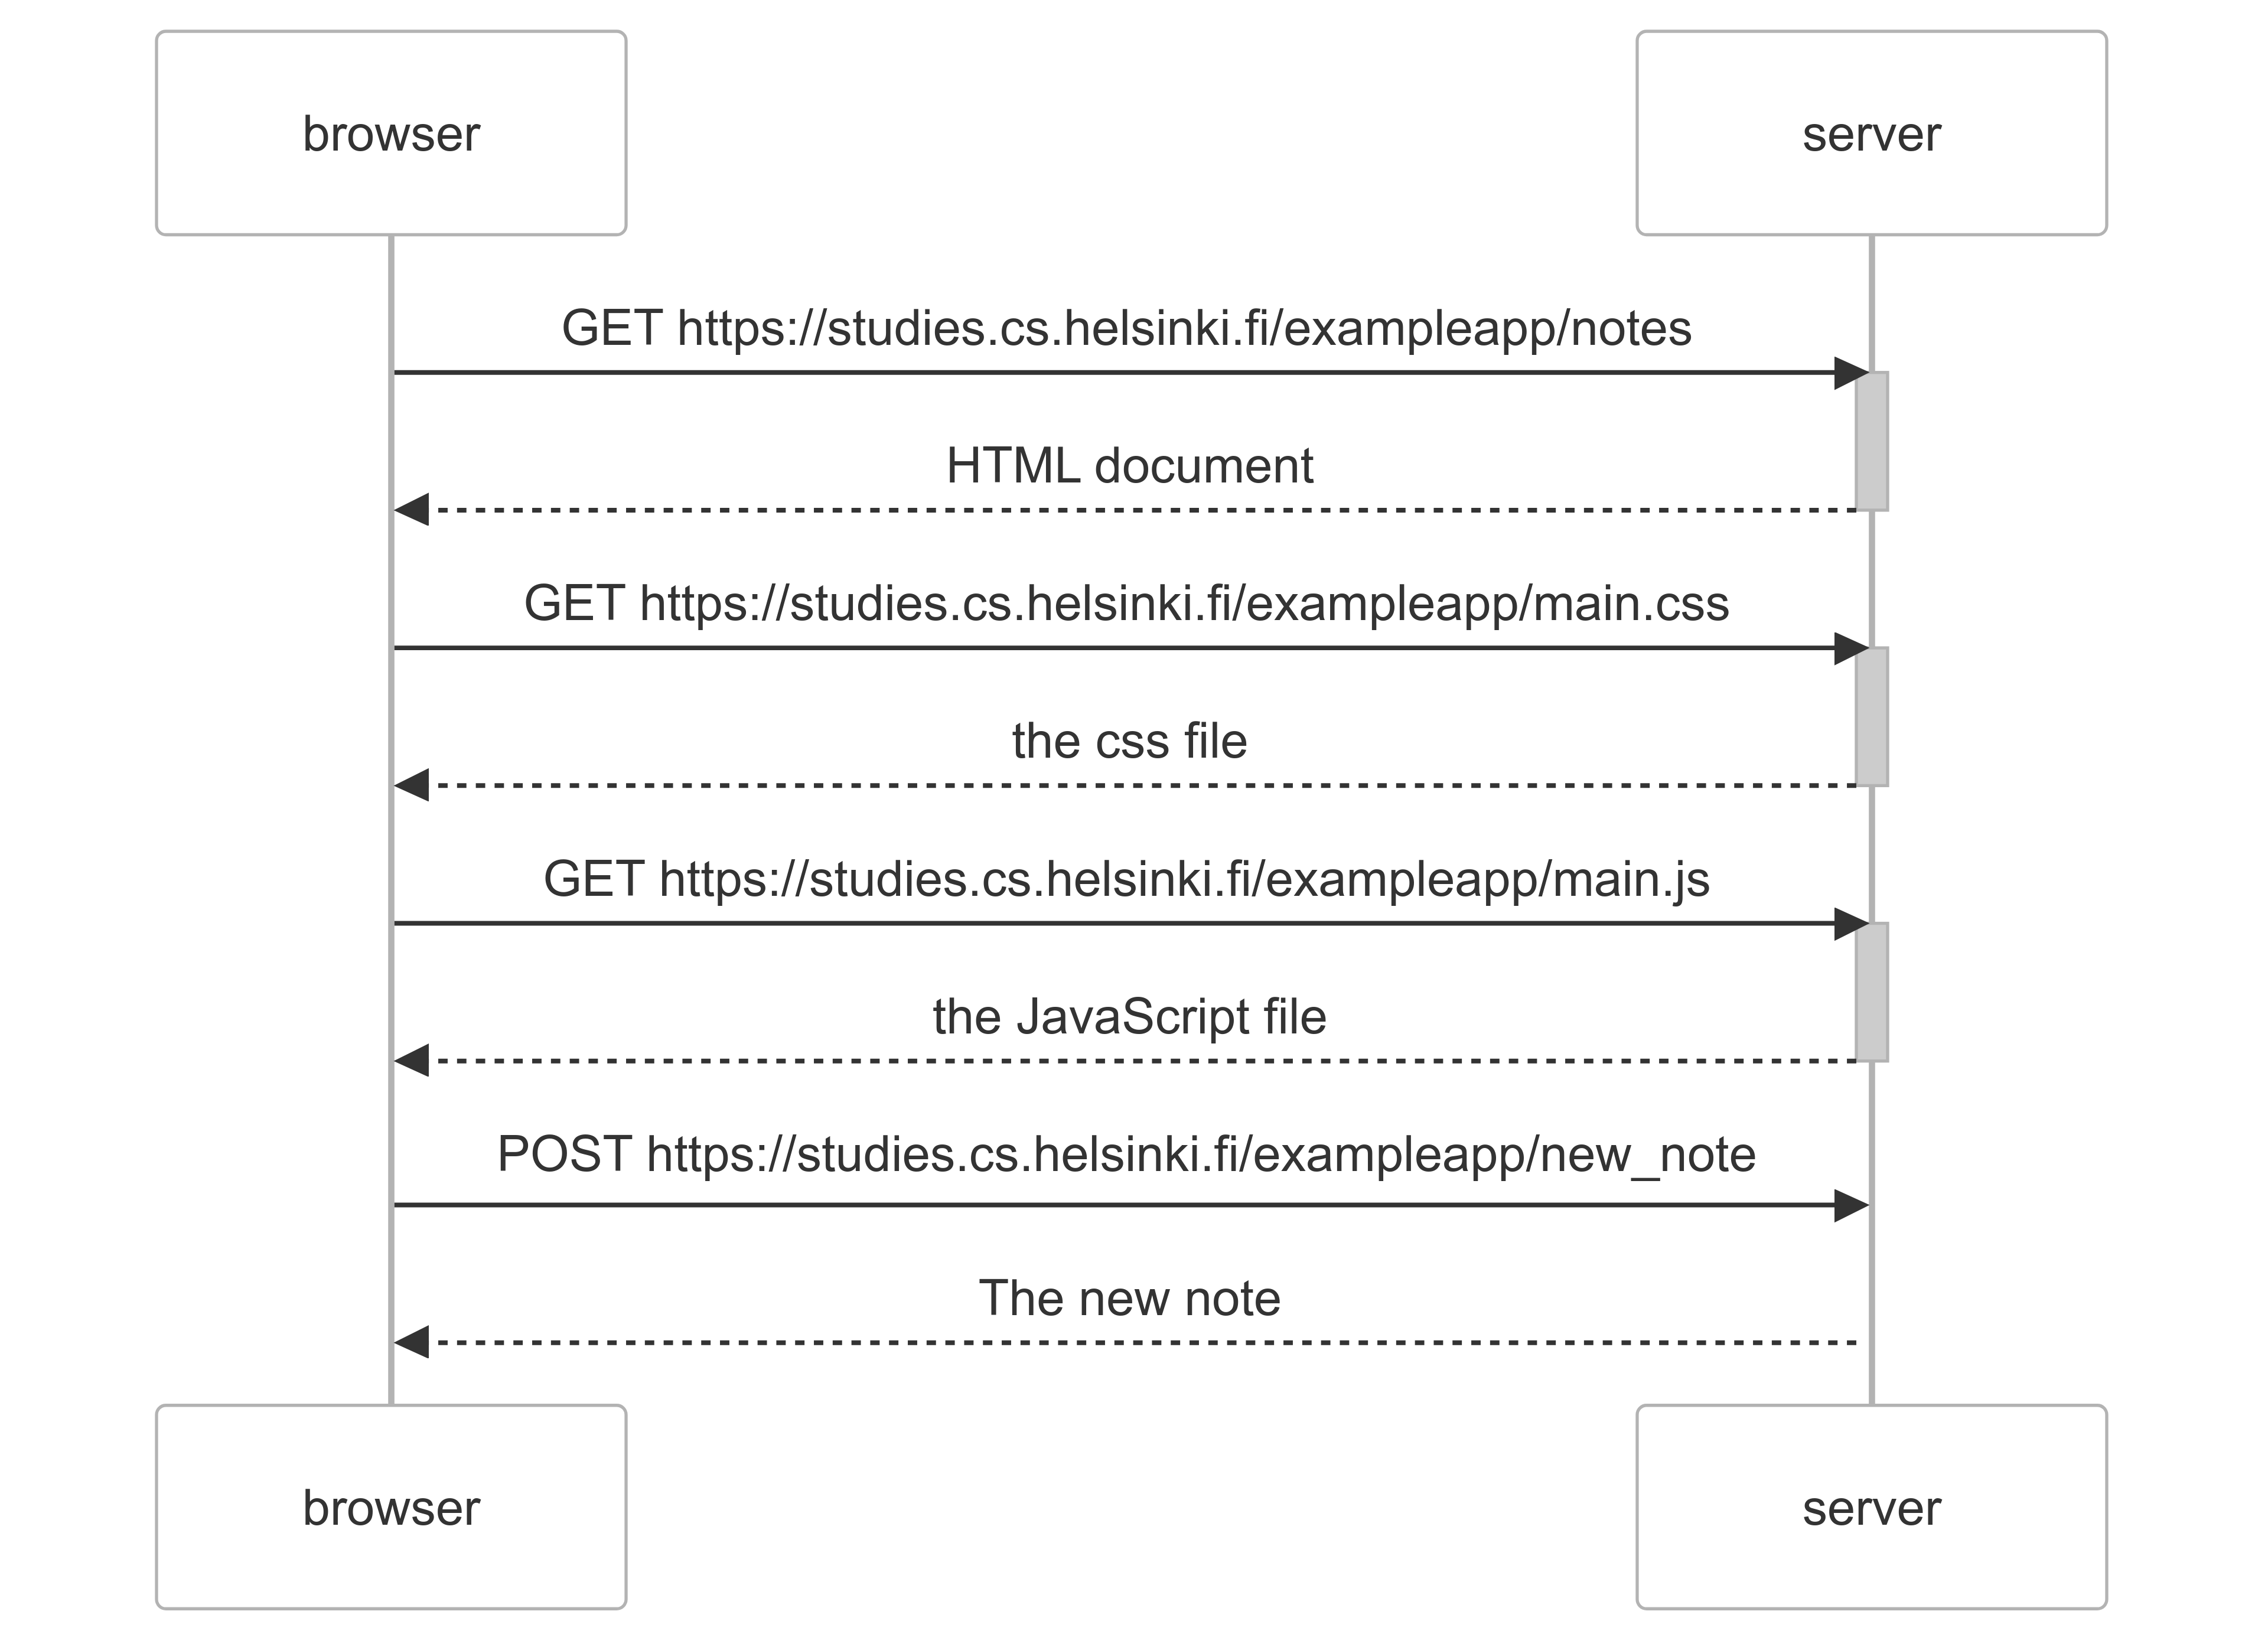 browser
server
GET https://studies.cs.helsinki.fi/exampleapp/notes
HTML document
GET https://studies.cs.helsinki.fi/exampleapp/main.css
the css file
GET https://studies.cs.helsinki.fi/exampleapp/main.js
the JavaScript file
POST https://studies.cs.helsinki.fi/exampleapp/new_note
The new note
browser
server